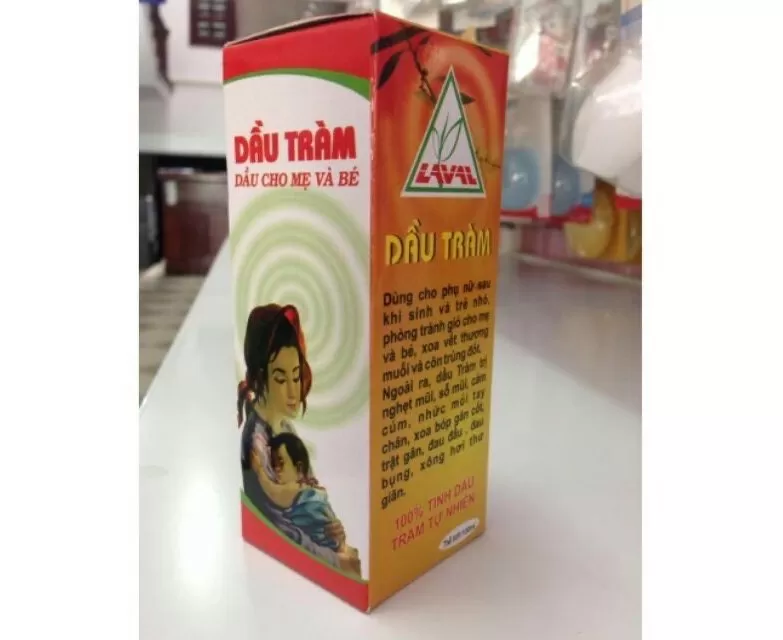 DẦU TRÀM
DẦU CHO MẸ VÀ BÉ
LAVAL
DẦU TRÀM
Dùng cho phụ nữ sau
khi sinh và trẻ nhỏ,
phòng tránh gió cho mẹ
và bé, xoa vết thương
muỗi và côn trùng đốt.
Ngoài ra, dầu Tràm trị
nghẹt mũi, sổ mũi, cảm
cúm, nhức mỏi tay
chân, xoa bóp gân cốt,
trặt gân, đau đầu, đau
bụng, xông hơi thư
giãn.
100% TINH DẦU
TRÀM TỰ NHIÊN